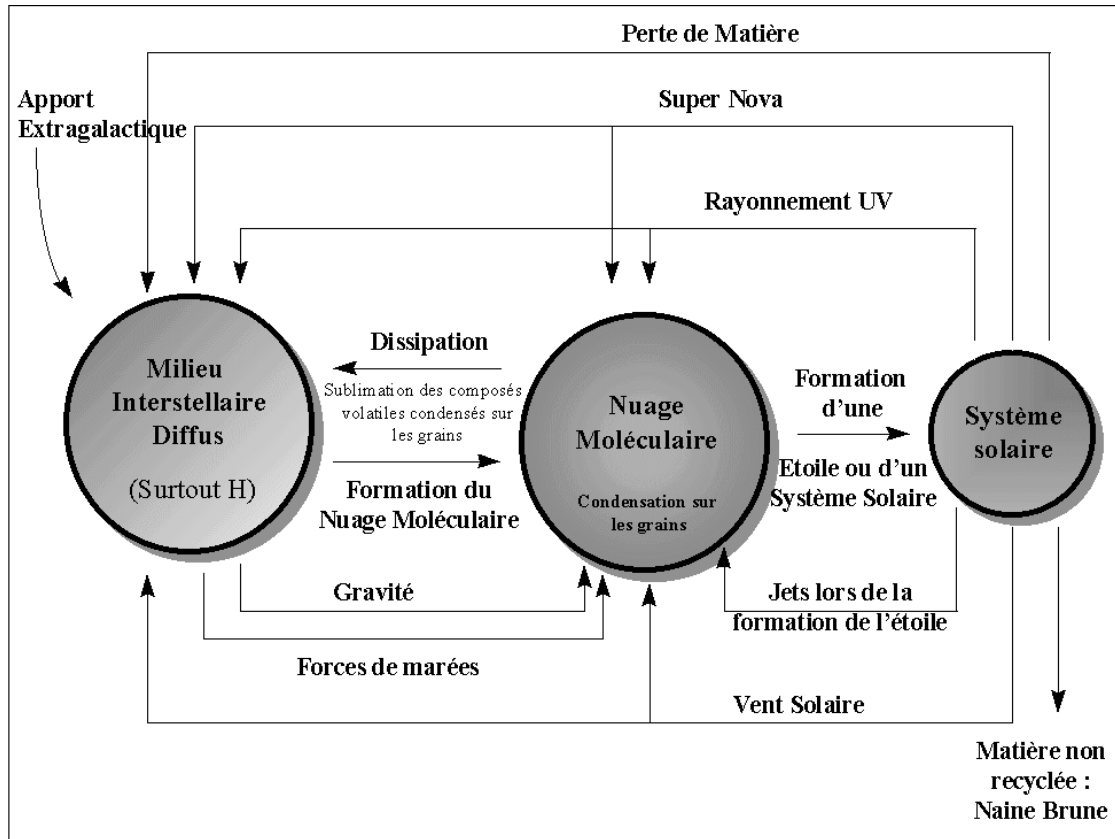 Perte de Matière
Apport
Extragalactique
Super Nova
Rayonnement UV
Milieu
Interstellaire
Diffus
(Surtout H)
Dissipation
Sublimation des composés
volatiles condensés sur
les grains
Formation du
Nuage Moléculaire
Nuage
Moléculaire
Condensation sur
les grains
Formation
d'une
Etoile ou d'un
Système Solaire
Système
solaire
Gravité
Forces de marées
Jets lors de la
formation de l'étoile
Vent Solaire
Matière non
recyclée :
Naine Brune